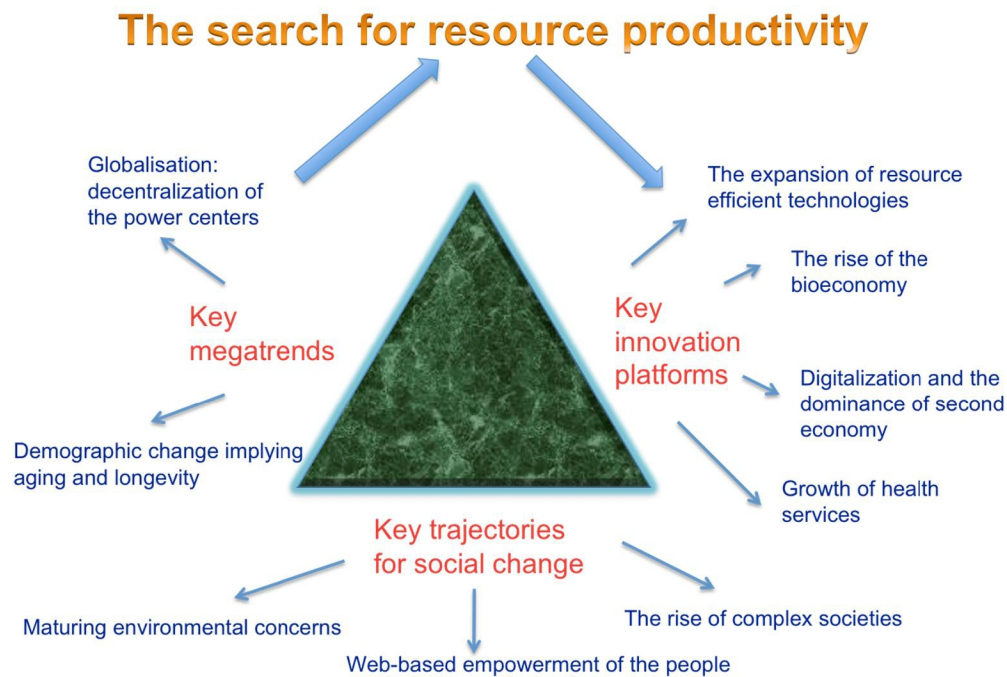 The search for resource productivity
Globalisation:
decentralization of
the power centers
The expansion of resource
efficient technologies
The rise of the
bioeconomy
Key
megatrends
Key
innovation
platforms
Digitalization and the
dominance of second
economy
Demographic change implying
aging and longevity
Growth of health
services
Key trajectories
for social change
Maturing environmental concerns
The rise of complex societies
Web-based empowerment of the people